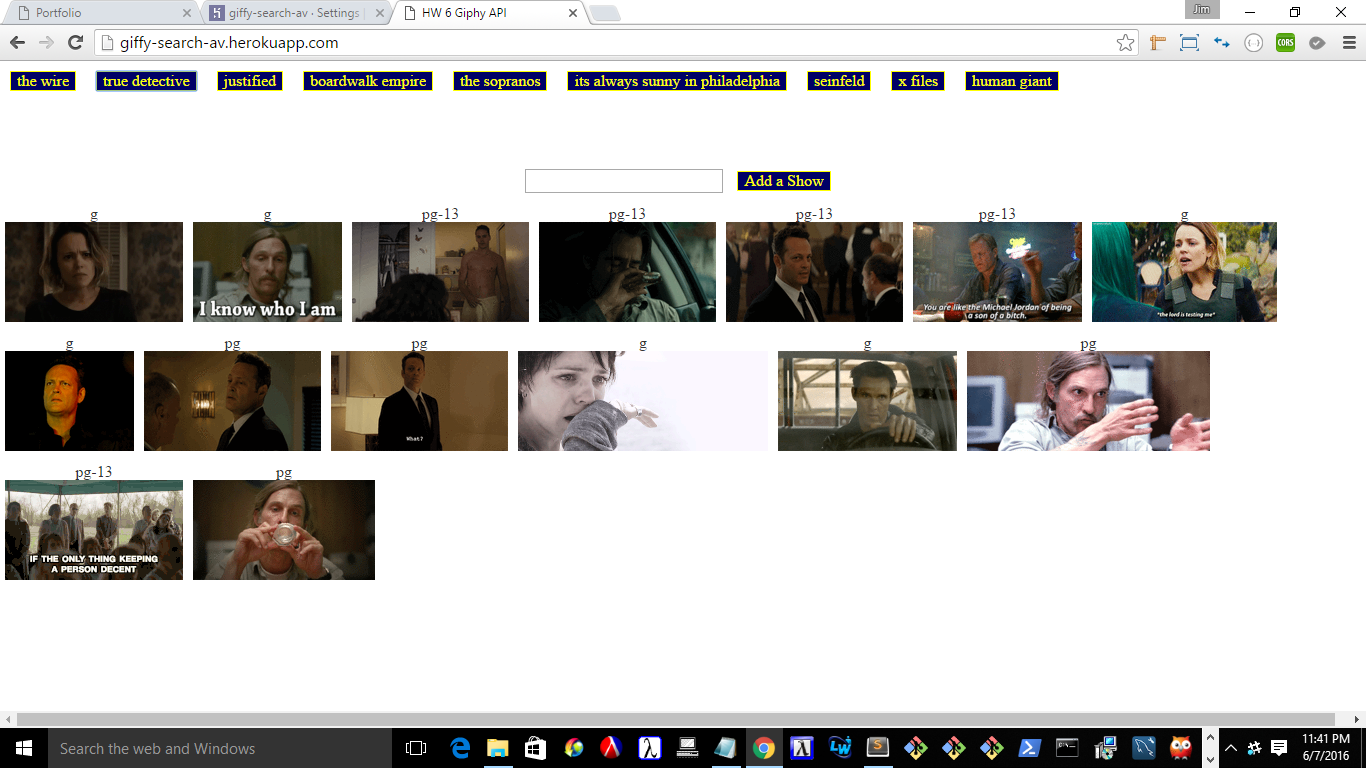 Portfolio
giffy-search-av · Settings |
HW 6 Giphy API
Jim
giffy-search-av.herokuapp.com
CORS
the wire
true detective
justified
boardwalk empire
the sopranos
its always sunny in philadelphia
seinfeld
x files
human giant
Add a Show
g
g
pg-13
pg-13
pg-13
pg-13
g
I know who I am
You are like the Michael Jordan of being
a son of a bitch.
*the lord is testing me*
g
pg
pg
g
g
pg
What?
pg-13
pg
IF THE ONLY THING KEEPING
A PERSON DECENT
Search the web and Windows
11:41 PM
6/7/2016